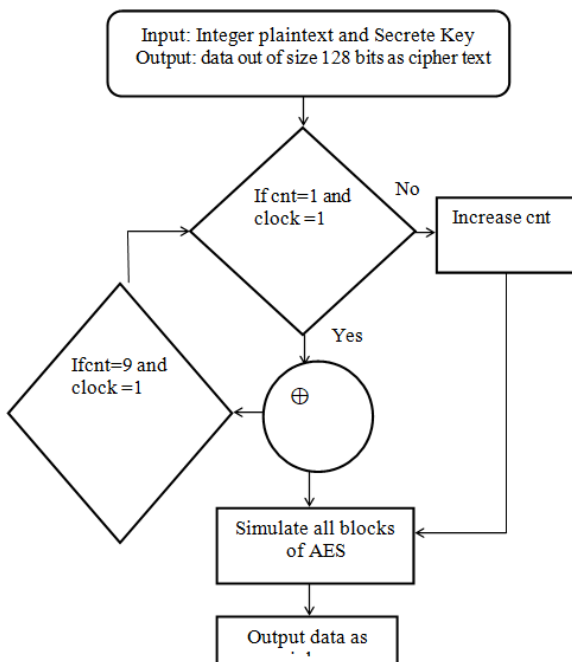 Input: Integer plaintext and Secrete Key
Output: data out of size 128 bits as cipher text
If cnt=1 and
clock =1
No
Increase cnt
Yes
Ifcnt=9 and
clock =1
⊕
Simulate all blocks
of AES
Output data as